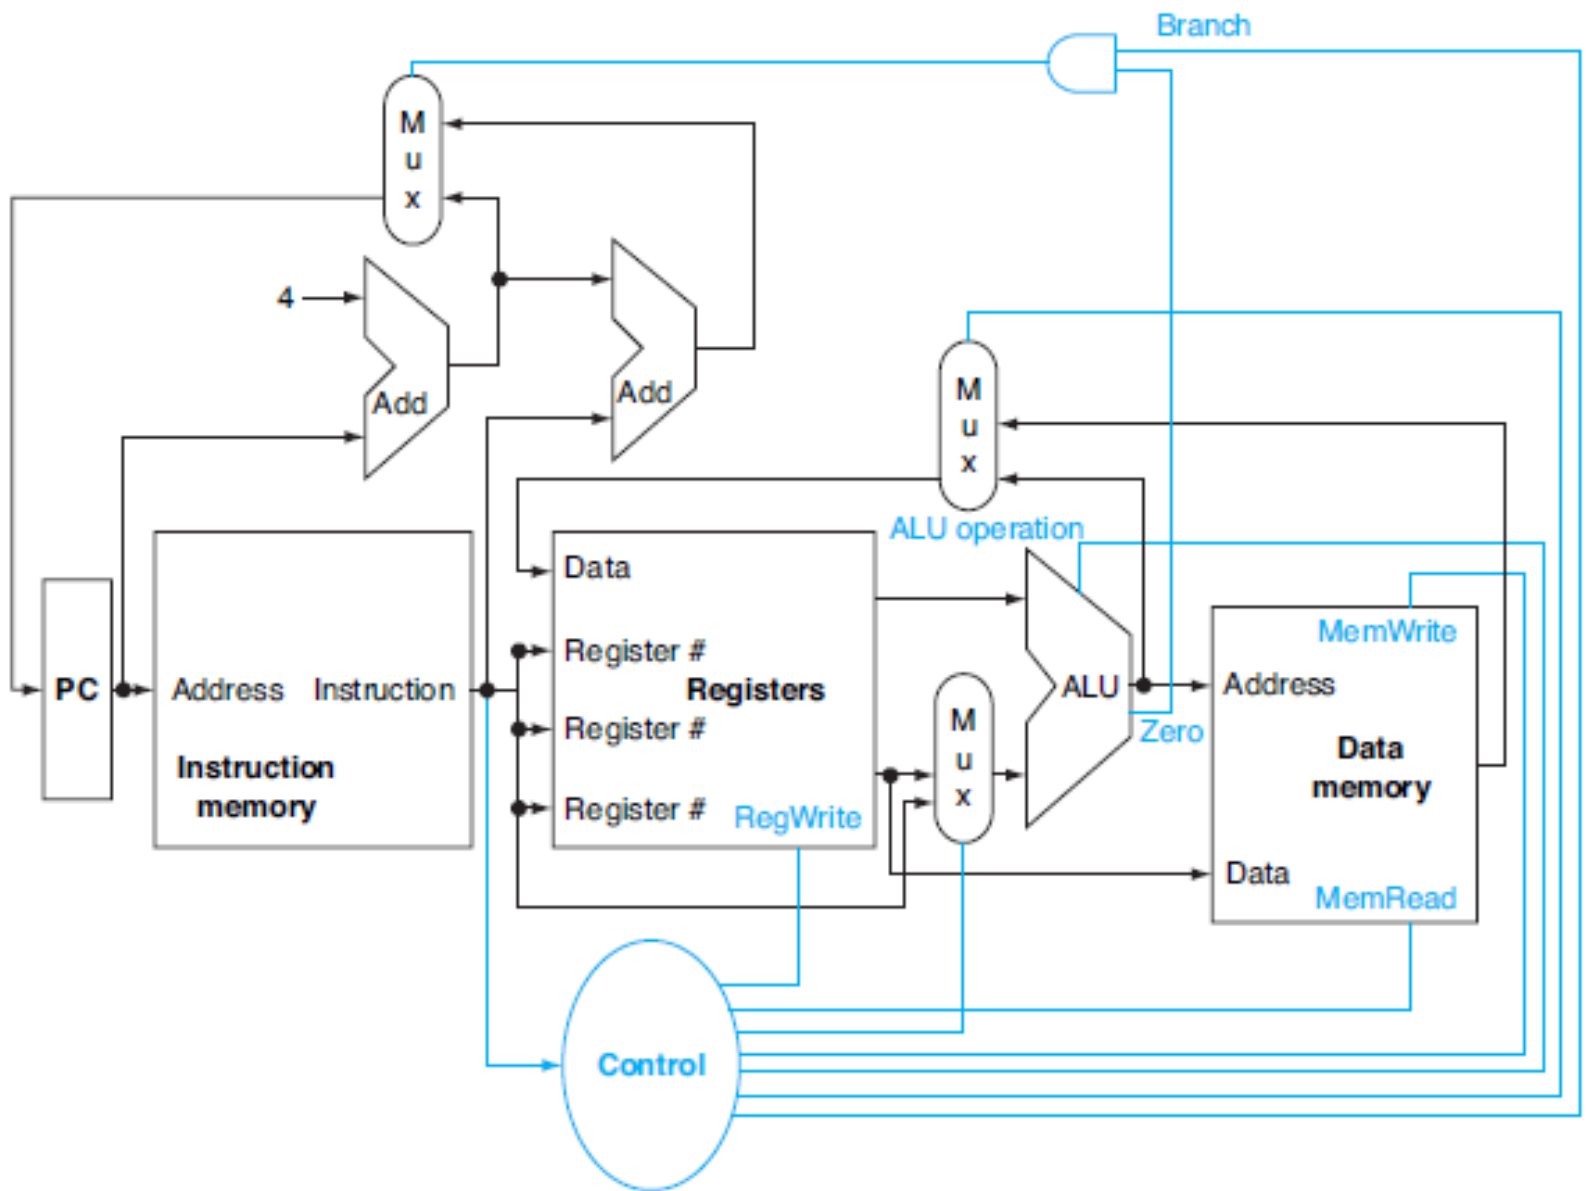 Branch
M
u
x
4
Add
Add
M
u
x
ALU operation
Data
Register #
Register #
Register #
Registers
RegWrite
PC
Address
Instruction
Instruction
memory
M
u
x
ALU
Zero
MemWrite
Address
Data
memory
Data
MemRead
Control